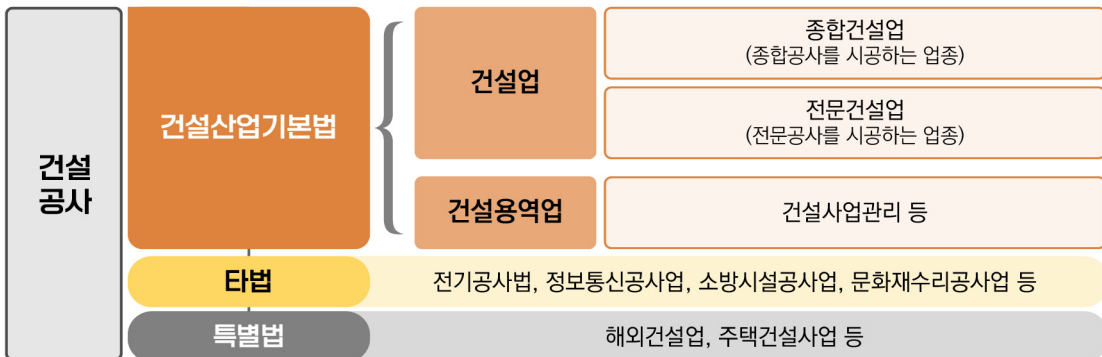 건설
공사
건설산업기본법
건설업
종합건설업
(종합공사를 시공하는 업종)
전문건설업
(전문공사를 시공하는 업종)
건설용역업
건설사업관리 등
타법
전기공사법, 정보통신공사업, 소방시설공사업, 문화재수리공사업 등
특별법
해외건설업, 주택건설사업 등